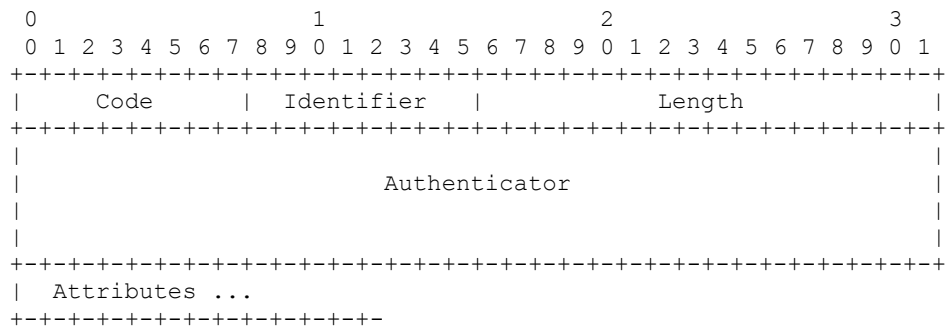 0                   1                   2                   3
 0 1 2 3 4 5 6 7 8 9 0 1 2 3 4 5 6 7 8 9 0 1 2 3 4 5 6 7 8 9 0 1
+-+-+-+-+-+-+-+-+-+-+-+-+-+-+-+-+-+-+-+-+-+-+-+-+-+-+-+-+-+-+-+-+
|     Code      |  Identifier   |            Length             |
+-+-+-+-+-+-+-+-+-+-+-+-+-+-+-+-+-+-+-+-+-+-+-+-+-+-+-+-+-+-+-+-+
|                                                               |
|                         Authenticator                         |
|                                                               |
|                                                               |
+-+-+-+-+-+-+-+-+-+-+-+-+-+-+-+-+-+-+-+-+-+-+-+-+-+-+-+-+-+-+-+-+
|  Attributes ...
+-+-+-+-+-+-+-+-+-+-+-+-+-